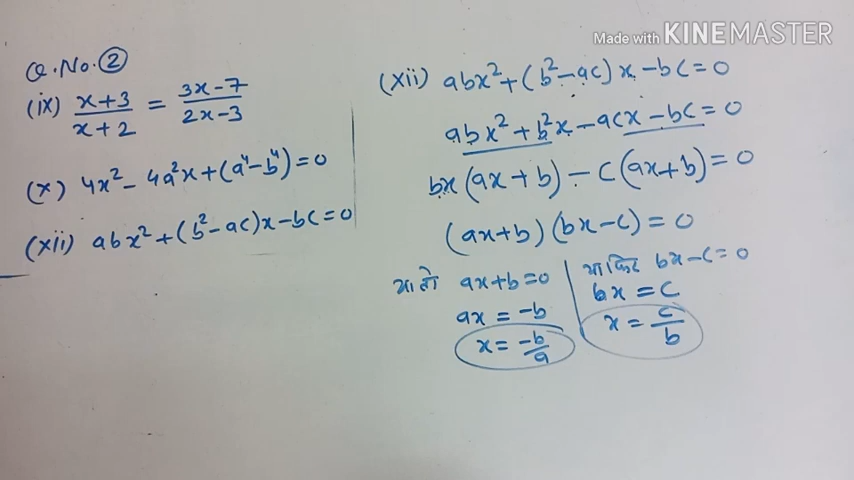 Made with KINEMASTER
Q.No.②
(ix) x+3/x+2 = 3x-7/2x-3
(x) 4x² - 4a²x + (a⁴-b⁴) = 0
(xii) abx² + (b²-ac)x - bc = 0
(xii) abx² + (b²-ac)x - bc = 0
abx² + b²x - acx - bc = 0
bx(ax+b) - c(ax+b) = 0
(ax+b)(bx-c) = 0
या तो ax+b=0
ax = -b
x = -b/a
या फिर bx-c=0
bx = c
x = c/b